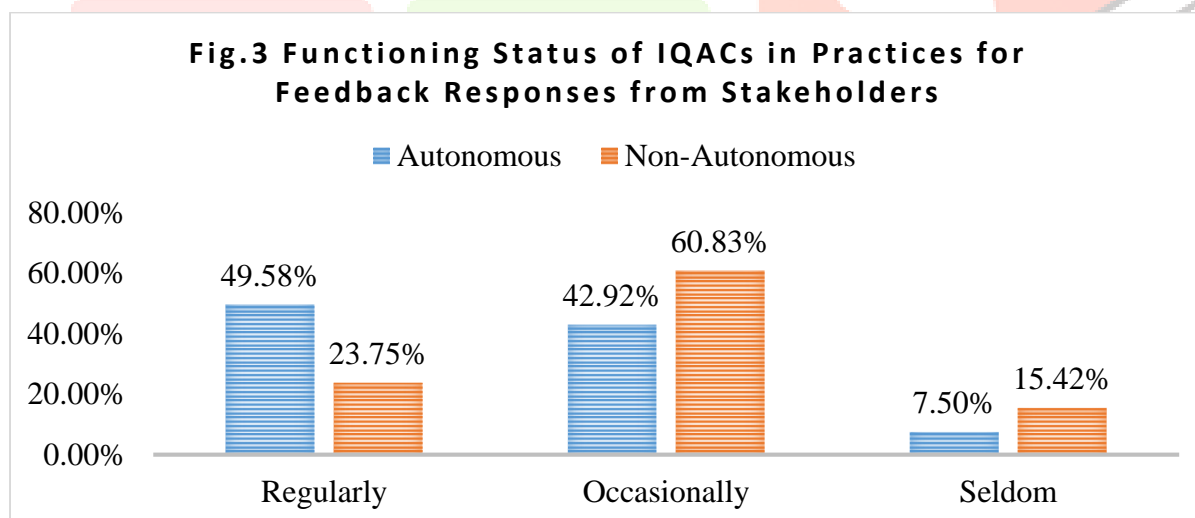 Fig.3 Functioning Status of IQACs in Practices for
Feedback Responses from Stakeholders
Autonomous Non-Autonomous
80.00%
60.00%
40.00%
20.00%
0.00%
49.58%
23.75%
42.92%
60.83%
7.50%
15.42%
Regularly Occasionally Seldom